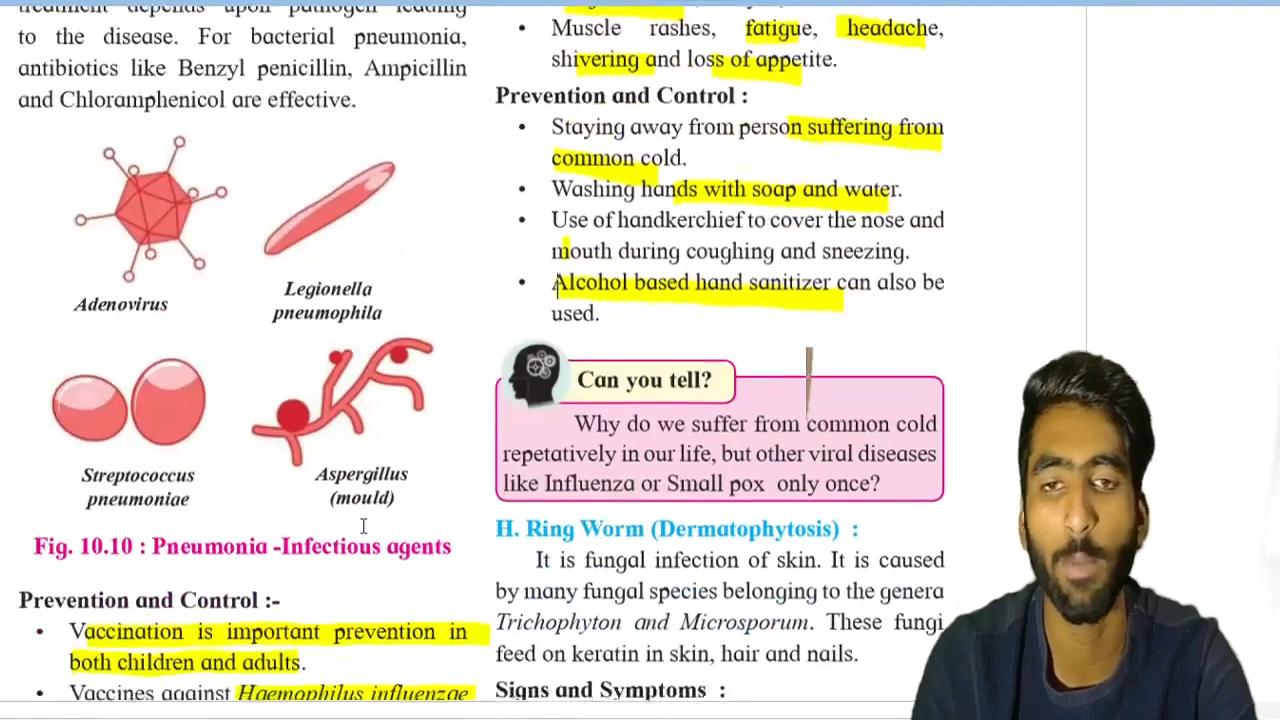 treatment depends upon pathogen leading
to the disease. For bacterial pneumonia,
antibiotics like Benzyl penicillin, Ampicillin
and Chloramphenicol are effective.
Adenovirus
Legionella
pneumophila
Streptococcus
pneumoniae
Aspergillus
(mould)
Fig. 10.10 : Pneumonia -Infectious agents
Prevention and Control :-
• Vaccination is important prevention in
both children and adults.
• Vaccines against Haemophilus influenzae
• Muscle rashes, fatigue, headache,
shivering and loss of appetite.
Prevention and Control :
• Staying away from person suffering from
common cold.
• Washing hands with soap and water.
• Use of handkerchief to cover the nose and
mouth during coughing and sneezing.
• Alcohol based hand sanitizer can also be
used.
Can you tell?
Why do we suffer from common cold
repetatively in our life, but other viral diseases
like Influenza or Small pox only once?
H. Ring Worm (Dermatophytosis) :
It is fungal infection of skin. It is caused
by many fungal species belonging to the genera
Trichophyton and Microsporum. These fungi
feed on keratin in skin, hair and nails.
Signs and Symptoms :